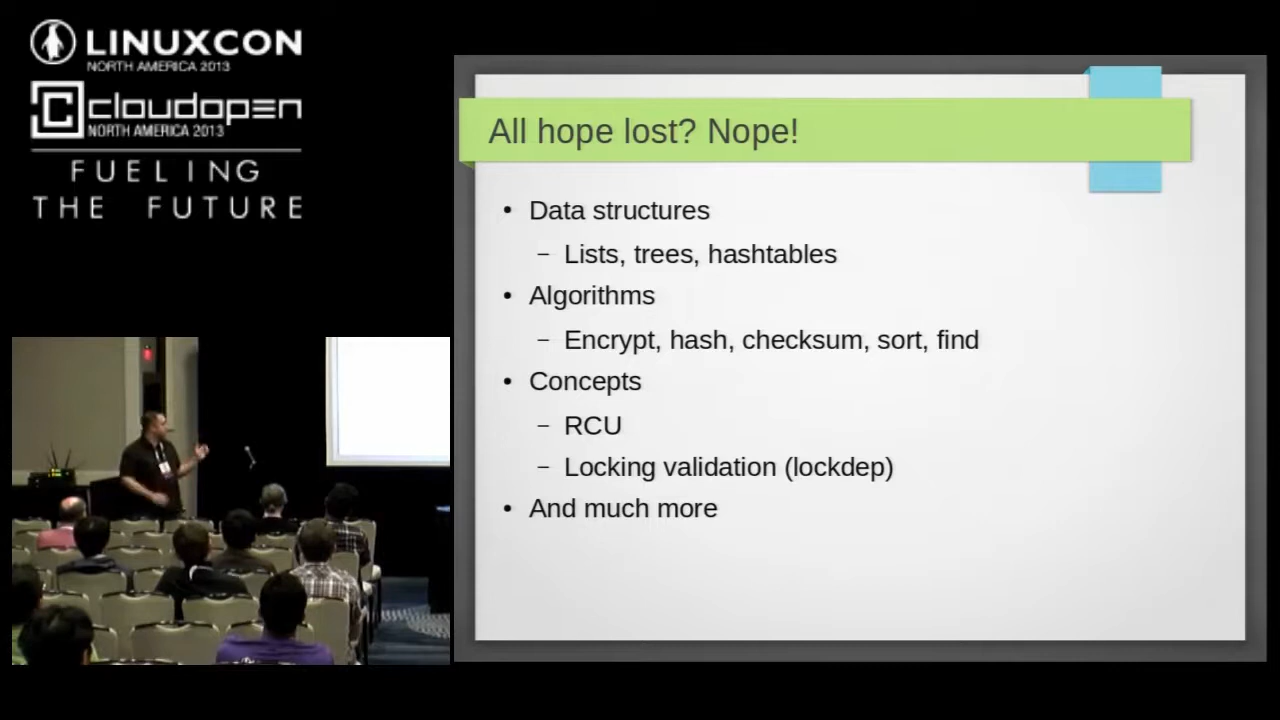 LINUXCON
NORTH AMERICA 2013
cloudopen
NORTH AMERICA 2013
FUELING
THE FUTURE
All hope lost? Nope!
• Data structures
– Lists, trees, hashtables
• Algorithms
– Encrypt, hash, checksum, sort, find
• Concepts
– RCU
– Locking validation (lockdep)
• And much more